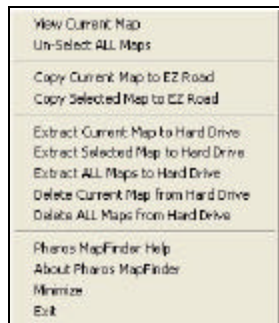 View Current Map
Un-Select ALL Maps
Copy Current Map to EZ Road
Copy Selected Map to EZ Road
Extract Current Map to Hard Drive
Extract Selected Map to Hard Drive
Extract ALL Maps to Hard Drive
Delete Current Map from Hard Drive
Delete ALL Maps from Hard Drive
Pharos MapFinder Help
About Pharos MapFinder
Minimize
Exit